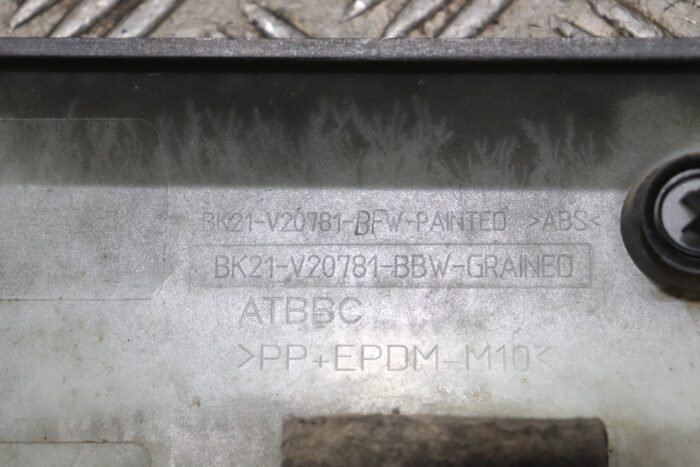 BK21-V20781-BFW-PAINTED >ABS<
BK21-V20781-BBW-GRAINED
ATBBC
>PP+EPDM-M10<